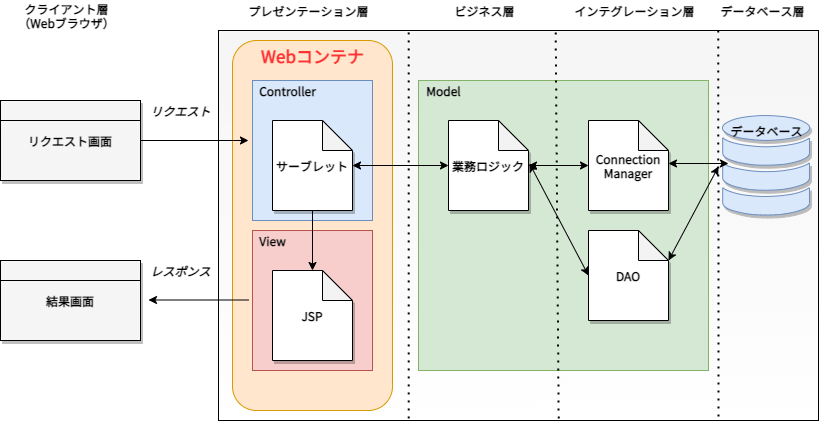 クライアント層
（Webブラウザ）
プレゼンテーション層
ビジネス層
インテグレーション層
データベース層
Webコンテナ
Controller
Model
リクエスト
リクエスト画面
サーブレット
業務ロジック
Connection
Manager
データベース
View
レスポンス
結果画面
JSP
DAO